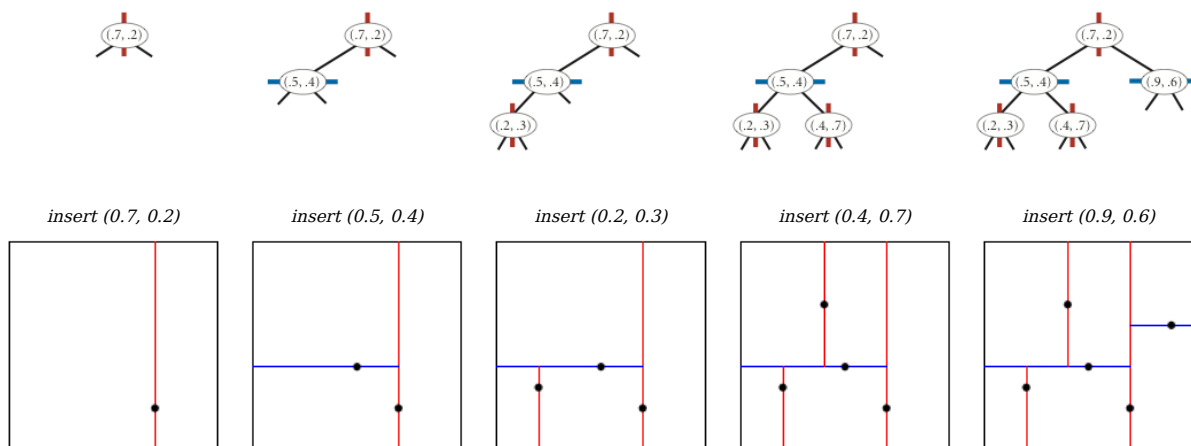 (.7, .2)
(.7, .2)
(.5, .4)
(.7, .2)
(.5, .4)
(.2, .3)
(.7, .2)
(.5, .4)
(.2, .3) (.4, .7)
(.7, .2)
(.5, .4) (.9, .6)
(.2, .3) (.4, .7)
insert (0.7, 0.2)
insert (0.5, 0.4)
insert (0.2, 0.3)
insert (0.4, 0.7)
insert (0.9, 0.6)